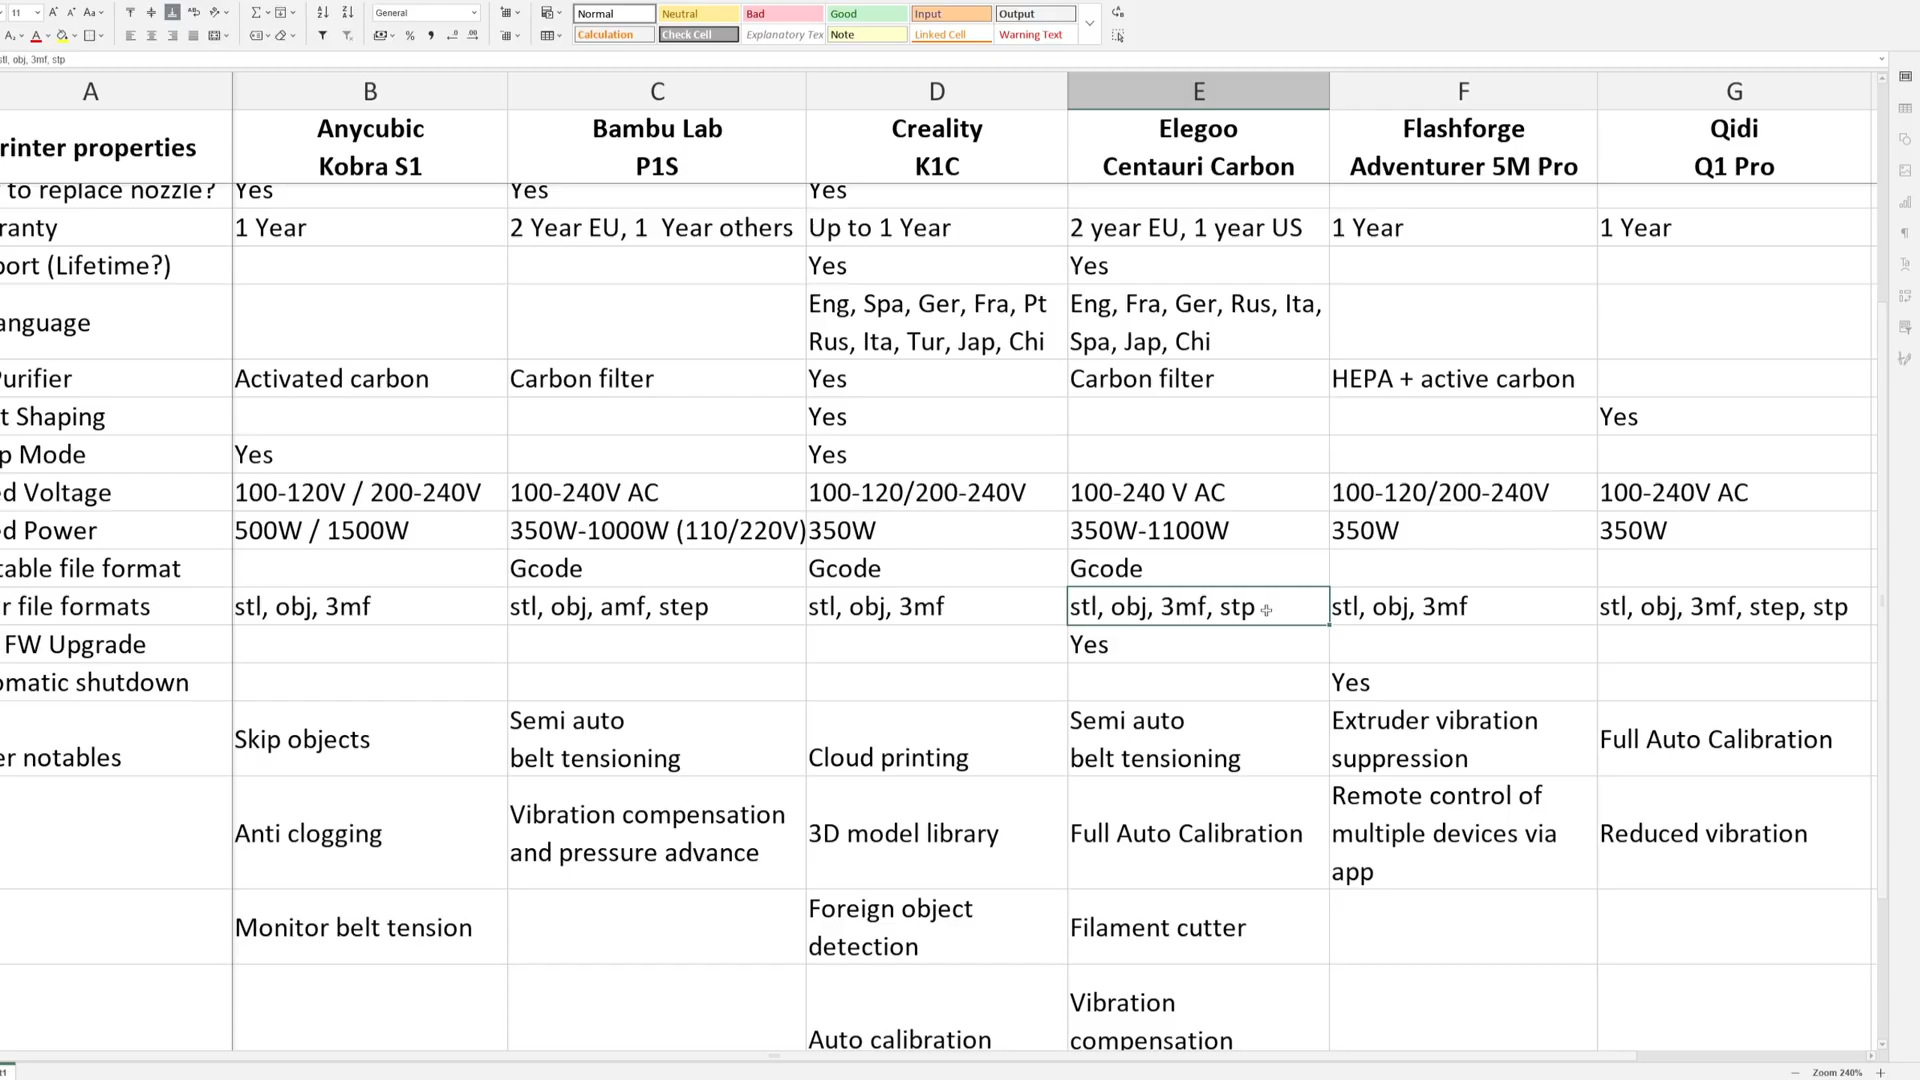 11
General
Normal
Neutral
Bad
Good
Input
Output
Calculation
Check Cell
Explanatory Tex
Note
Linked Cell
Warning Text
stl, obj, 3mf, stp
A B C D E F G
rinter properties
Anycubic
Kobra S1
Bambu Lab
P1S
Creality
K1C
Elegoo
Centauri Carbon
Flashforge
Adventurer 5M Pro
Qidi
Q1 Pro
to replace nozzle? Yes Yes Yes
ranty 1 Year 2 Year EU, 1 Year others Up to 1 Year 2 year EU, 1 year US 1 Year 1 Year
port (Lifetime?) Yes Yes
anguage
Eng, Spa, Ger, Fra, Pt
Rus, Ita, Tur, Jap, Chi
Eng, Fra, Ger, Rus, Ita,
Spa, Jap, Chi
Purifier Activated carbon Carbon filter Yes Carbon filter HEPA + active carbon
t Shaping Yes Yes
p Mode Yes Yes
d Voltage 100-120V / 200-240V 100-240V AC 100-120/200-240V 100-240 V AC 100-120/200-240V 100-240V AC
d Power 500W / 1500W 350W-1000W (110/220V) 350W 350W-1100W 350W 350W
table file format Gcode Gcode Gcode
r file formats stl, obj, 3mf stl, obj, amf, step stl, obj, 3mf stl, obj, 3mf, stp stl, obj, 3mf stl, obj, 3mf, step, stp
FW Upgrade Yes
omatic shutdown Yes
er notables
Skip objects
Semi auto
belt tensioning
Cloud printing
Semi auto
belt tensioning
Extruder vibration
suppression
Full Auto Calibration
Anti clogging
Vibration compensation
and pressure advance
3D model library
Full Auto Calibration
Remote control of
multiple devices via
app
Reduced vibration
Monitor belt tension
Foreign object
detection
Filament cutter
Auto calibration
Vibration
compensation
Zoom 240%